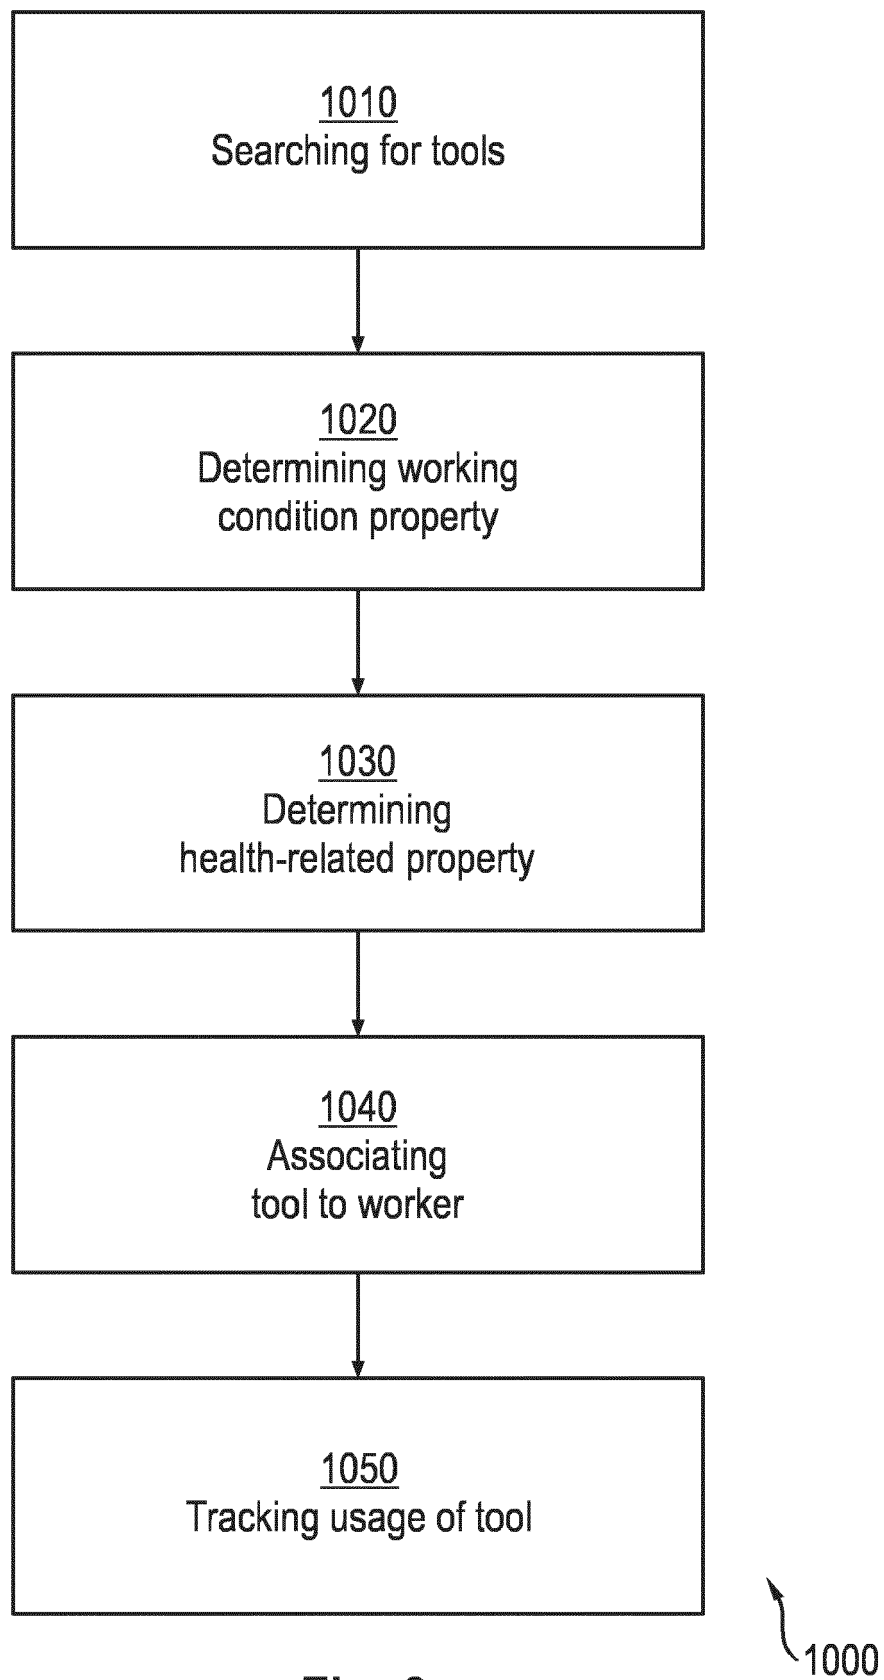 1010
Searching for tools
1020
Determining working
condition property
1030
Determining
health-related property
1040
Associating
tool to worker
1050
Tracking usage of tool
1000